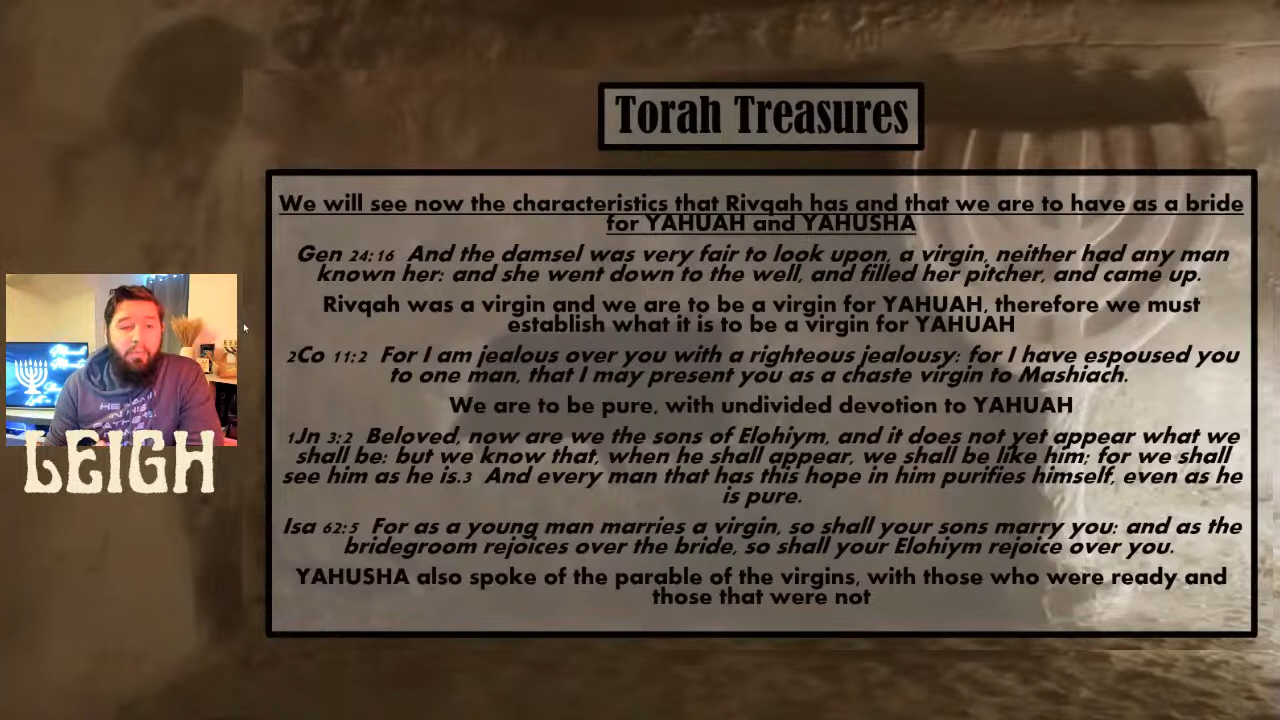 Torah Treasures
We will see now the characteristics that Rivqah has and that we are to have as a bride
for YAHUAH and YAHUSHA
Gen 24:16 And the damsel was very fair to look upon, a virgin, neither had any man
known her: and she went down to the well, and filled her pitcher, and came up.
Rivqah was a virgin and we are to be a virgin for YAHUAH, therefore we must
establish what it is to be a virgin for YAHUAH
2Co 11:2 For I am jealous over you with a righteous jealousy: for I have espoused you
to one man, that I may present you as a chaste virgin to Mashiach.
We are to be pure, with undivided devotion to YAHUAH
1Jn 3:2 Beloved, now are we the sons of Elohiym, and it does not yet appear what we
shall be: but we know that, when he shall appear, we shall be like him; for we shall
see him as he is.3 And every man that has this hope in him purifies himself, even as he
is pure.
Isa 62:5 For as a young man marries a virgin, so shall your sons marry you: and as the
bridegroom rejoices over the bride, so shall your Elohiym rejoice over you.
YAHUSHA also spoke of the parable of the virgins, with those who were ready and
those that were not
LEIGH